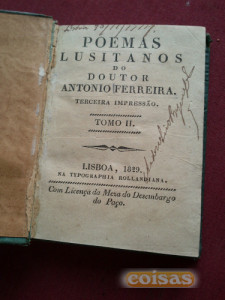 POEMAS
LUSITANOS
DO
DOUTOR
ANTONIO FERREIRA.
TERCEIRA IMPRESSÃO.
TOMO II.
LISBOA, 1829.
NA TYPOGRAPHIA ROLLANDIANA.
Com Licença da Meza do Desembargo
do Paço.
coisas